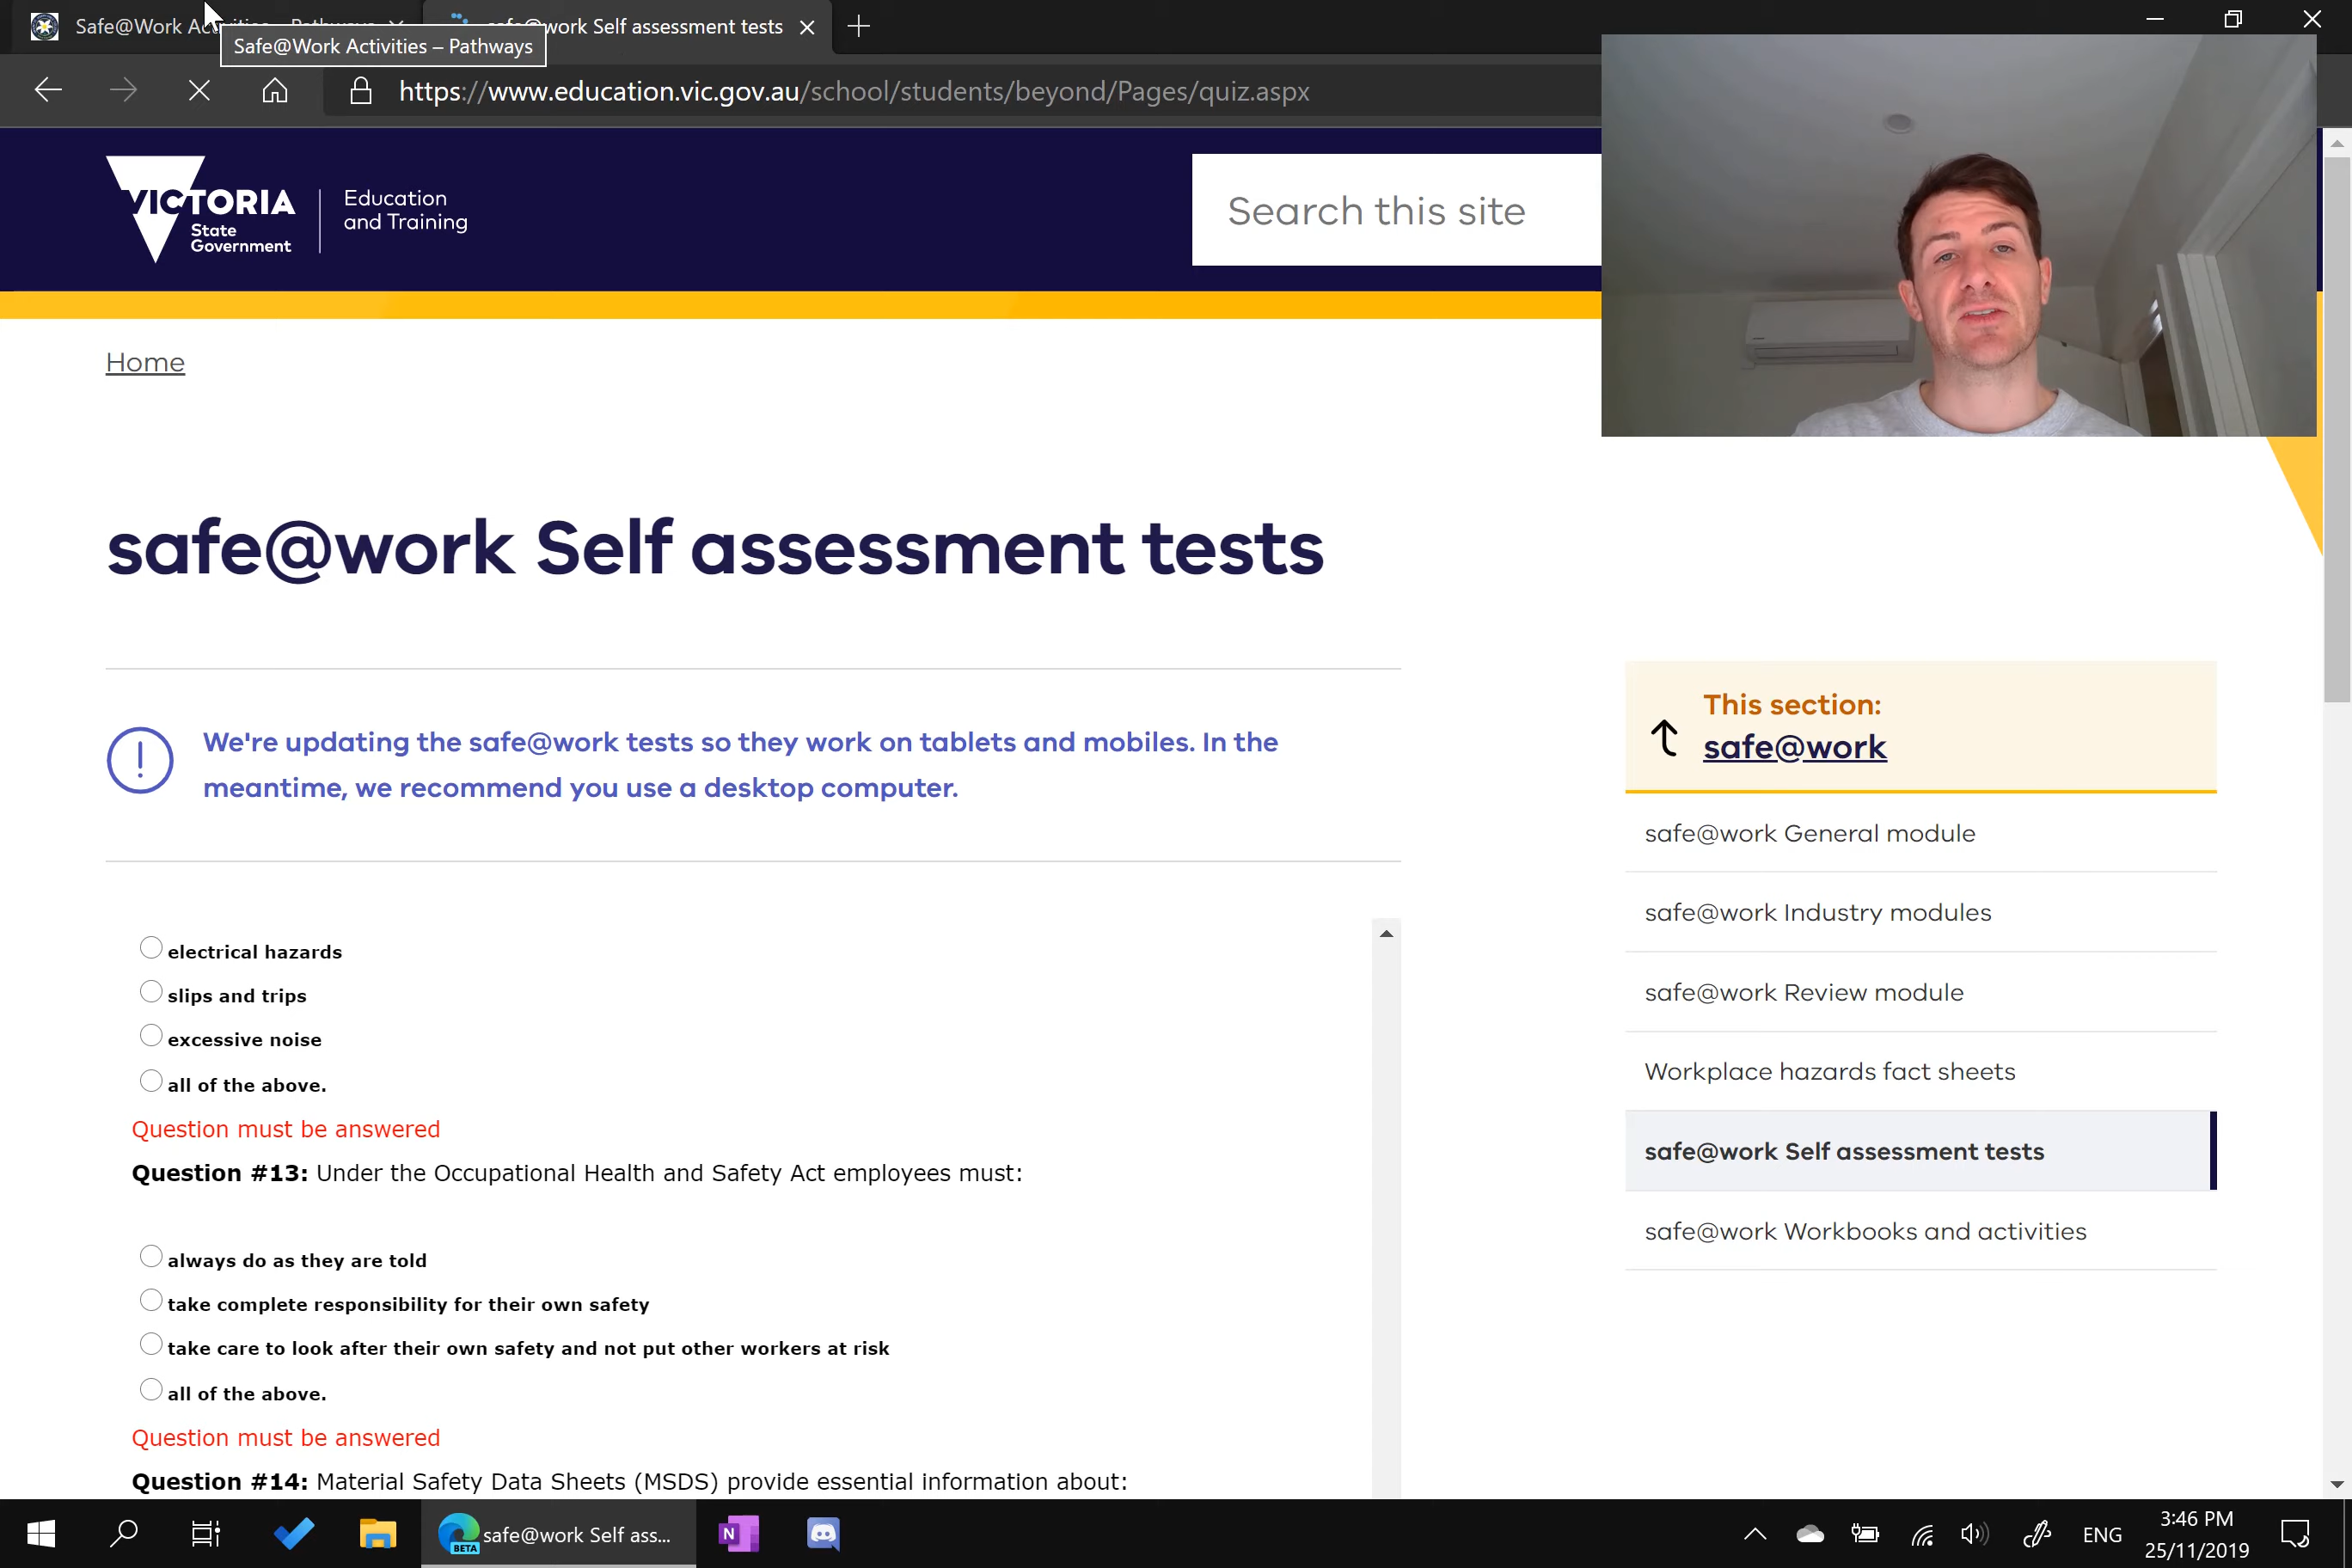 Safe@Work Activities – Pathways
safe@work Self assessment tests
Safe@Work Activities – Pathways
https://www.education.vic.gov.au/school/students/beyond/Pages/quiz.aspx
VICTORIA
State
Government
Education
and Training
Search this site
Home
safe@work Self assessment tests
We're updating the safe@work tests so they work on tablets and mobiles. In the
meantime, we recommend you use a desktop computer.
electrical hazards
slips and trips
excessive noise
all of the above.
Question must be answered
Question #13: Under the Occupational Health and Safety Act employees must:
always do as they are told
take complete responsibility for their own safety
take care to look after their own safety and not put other workers at risk
all of the above.
Question must be answered
Question #14: Material Safety Data Sheets (MSDS) provide essential information about:
This section:
safe@work
safe@work General module
safe@work Industry modules
safe@work Review module
Workplace hazards fact sheets
safe@work Self assessment tests
safe@work Workbooks and activities
BETA
safe@work Self ass...
N
ENG
3:46 PM
25/11/2019